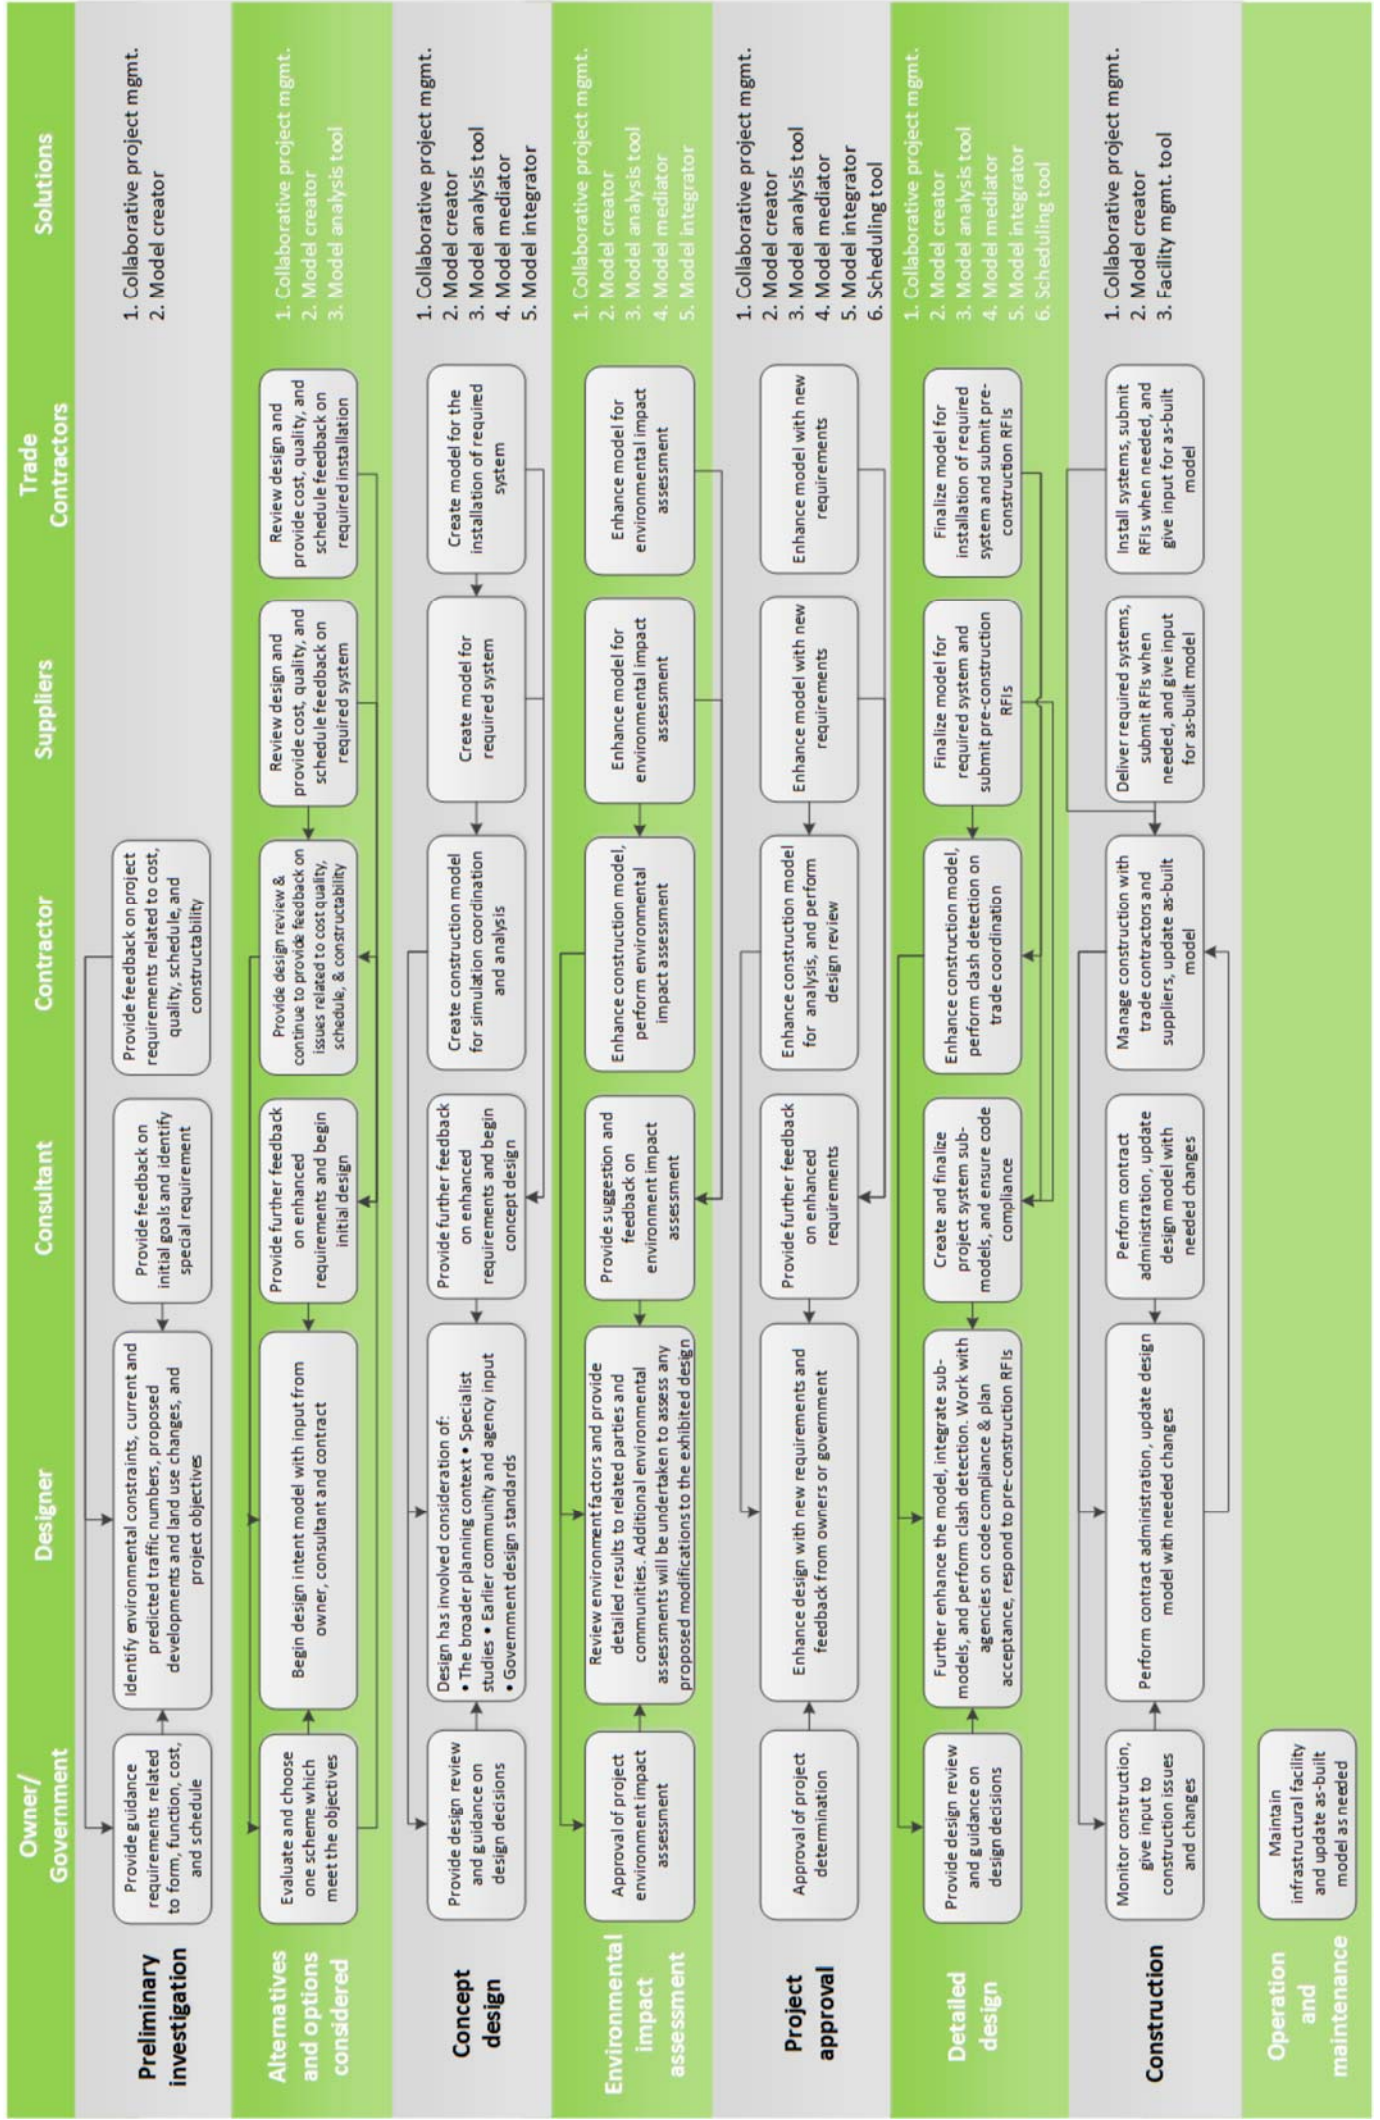 Owner/
Government
Designer
Consultant
Contractor
Suppliers
Trade
Contractors
Solutions
Preliminary
investigation
Provide guidance
requirements related
to form, function, cost,
and schedule
Identify environmental constraints, current and
predicted traffic numbers, proposed
developments and land use changes, and
project objectives
Provide feedback on
initial goals and identify
special requirement
Provide feedback on project
requirements related to cost,
quality, schedule, and
constructability
1. Collaborative project mgmt.
2. Model creator
Alternatives
and options
considered
Evaluate and choose
one scheme which
meet the objectives
Begin design intent model with input from
owner, consultant and contract
Provide further feedback
on enhanced
requirements and begin
initial design
Provide design review &
continue to provide feedback on
issues related to cost quality,
schedule, & constructability
Review design and
provide cost, quality, and
schedule feedback on
required system
Review design and
provide cost, quality, and
schedule feedback on
required installation
1. Collaborative project mgmt.
2. Model creator
3. Model analysis tool
Concept
design
Provide design review
and guidance on
design decisions
Design has involved consideration of:
• The broader planning context • Specialist
studies • Earlier community and agency input
• Government design standards
Provide further feedback
on enhanced
requirements and begin
concept design
Create construction model
for simulation coordination
and analysis
Create model for
required system
Create model for the
installation of required
system
1. Collaborative project mgmt.
2. Model creator
3. Model analysis tool
4. Model mediator
5. Model integrator
Environmental
impact
assessment
Approval of project
environment impact
assessment
Review environment factors and provide
detailed results to related parties and
communities. Additional environmental
assessments will be undertaken to assess any
proposed modifications to the exhibited design
Provide suggestion and
feedback on
environment impact
assessment
Enhance construction model,
perform environmental
impact assessment
Enhance model for
environmental impact
assessment
Enhance model for
environmental impact
assessment
1. Collaborative project mgmt.
2. Model creator
3. Model analysis tool
4. Model mediator
5. Model integrator
Project
approval
Approval of project
determination
Enhance design with new requirements and
feedback from owners or government
Provide further feedback
on enhanced
requirements
Enhance construction model
for analysis, and perform
design review
Enhance model with new
requirements
Enhance model with new
requirements
1. Collaborative project mgmt.
2. Model creator
3. Model analysis tool
4. Model mediator
5. Model integrator
6. Scheduling tool
Detailed
design
Provide design review
and guidance on
design decisions
Further enhance the model, integrate sub-
models, and perform clash detection. Work with
agencies on code compliance & plan
acceptance, respond to pre-construction RFIs
Create and finalize
project system sub-
models, and ensure code
compliance
Enhance construction model,
perform clash detection on
trade coordination
Finalize model for
required system and
submit pre-construction
RFIs
Finalize model for
installation of required
system and submit pre-
construction RFIs
1. Collaborative project mgmt.
2. Model creator
3. Model analysis tool
4. Model mediator
5. Model integrator
6. Scheduling tool
Construction
Monitor construction,
give input to
construction issues
and changes
Perform contract administration, update design
model with needed changes
Perform contract
administration, update
design model with
needed changes
Manage construction with
trade contractors and
suppliers, update as-built
model
Deliver required systems,
submit RFIs when
needed, and give input
for as-built model
Install systems, submit
RFIs when needed, and
give input for as-built
model
1. Collaborative project mgmt.
2. Model creator
3. Facility mgmt. tool
Operation
and
maintenance
Maintain
infrastructural facility
and update as-built
model as needed